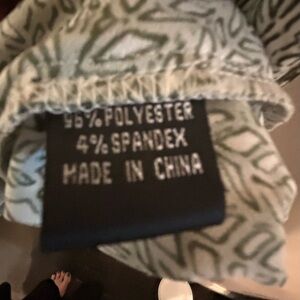 96% POLYESTER
4% SPANDEX
MADE IN CHINA